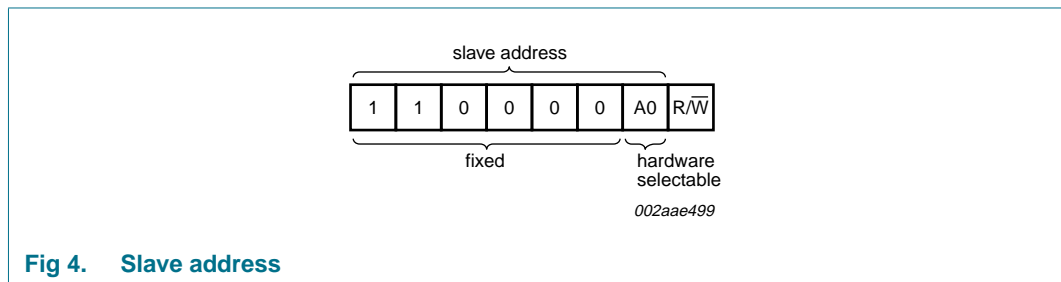 slave address
1 1 0 0 0 0 A0 R/W̅
fixed
hardware
selectable
002aae499
Fig 4. Slave address